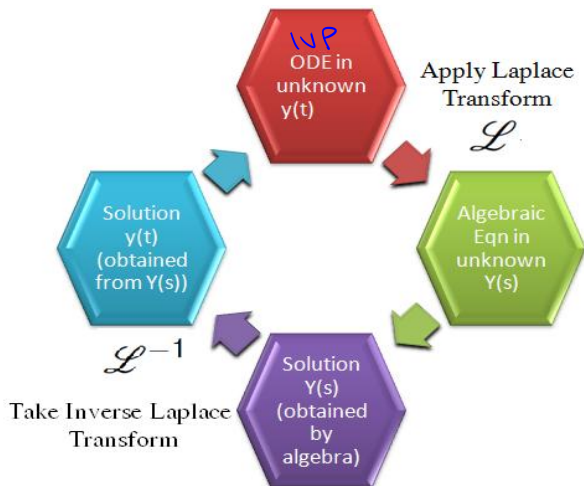 IVP
ODE in
unknown
y(t)
Apply Laplace
Transform
ℒ
Algebraic
Eqn in
unknown
Y(s)
Solution
Y(s)
(obtained
by
algebra)
ℒ⁻¹
Take Inverse Laplace
Transform
Solution
y(t)
(obtained
from Y(s))